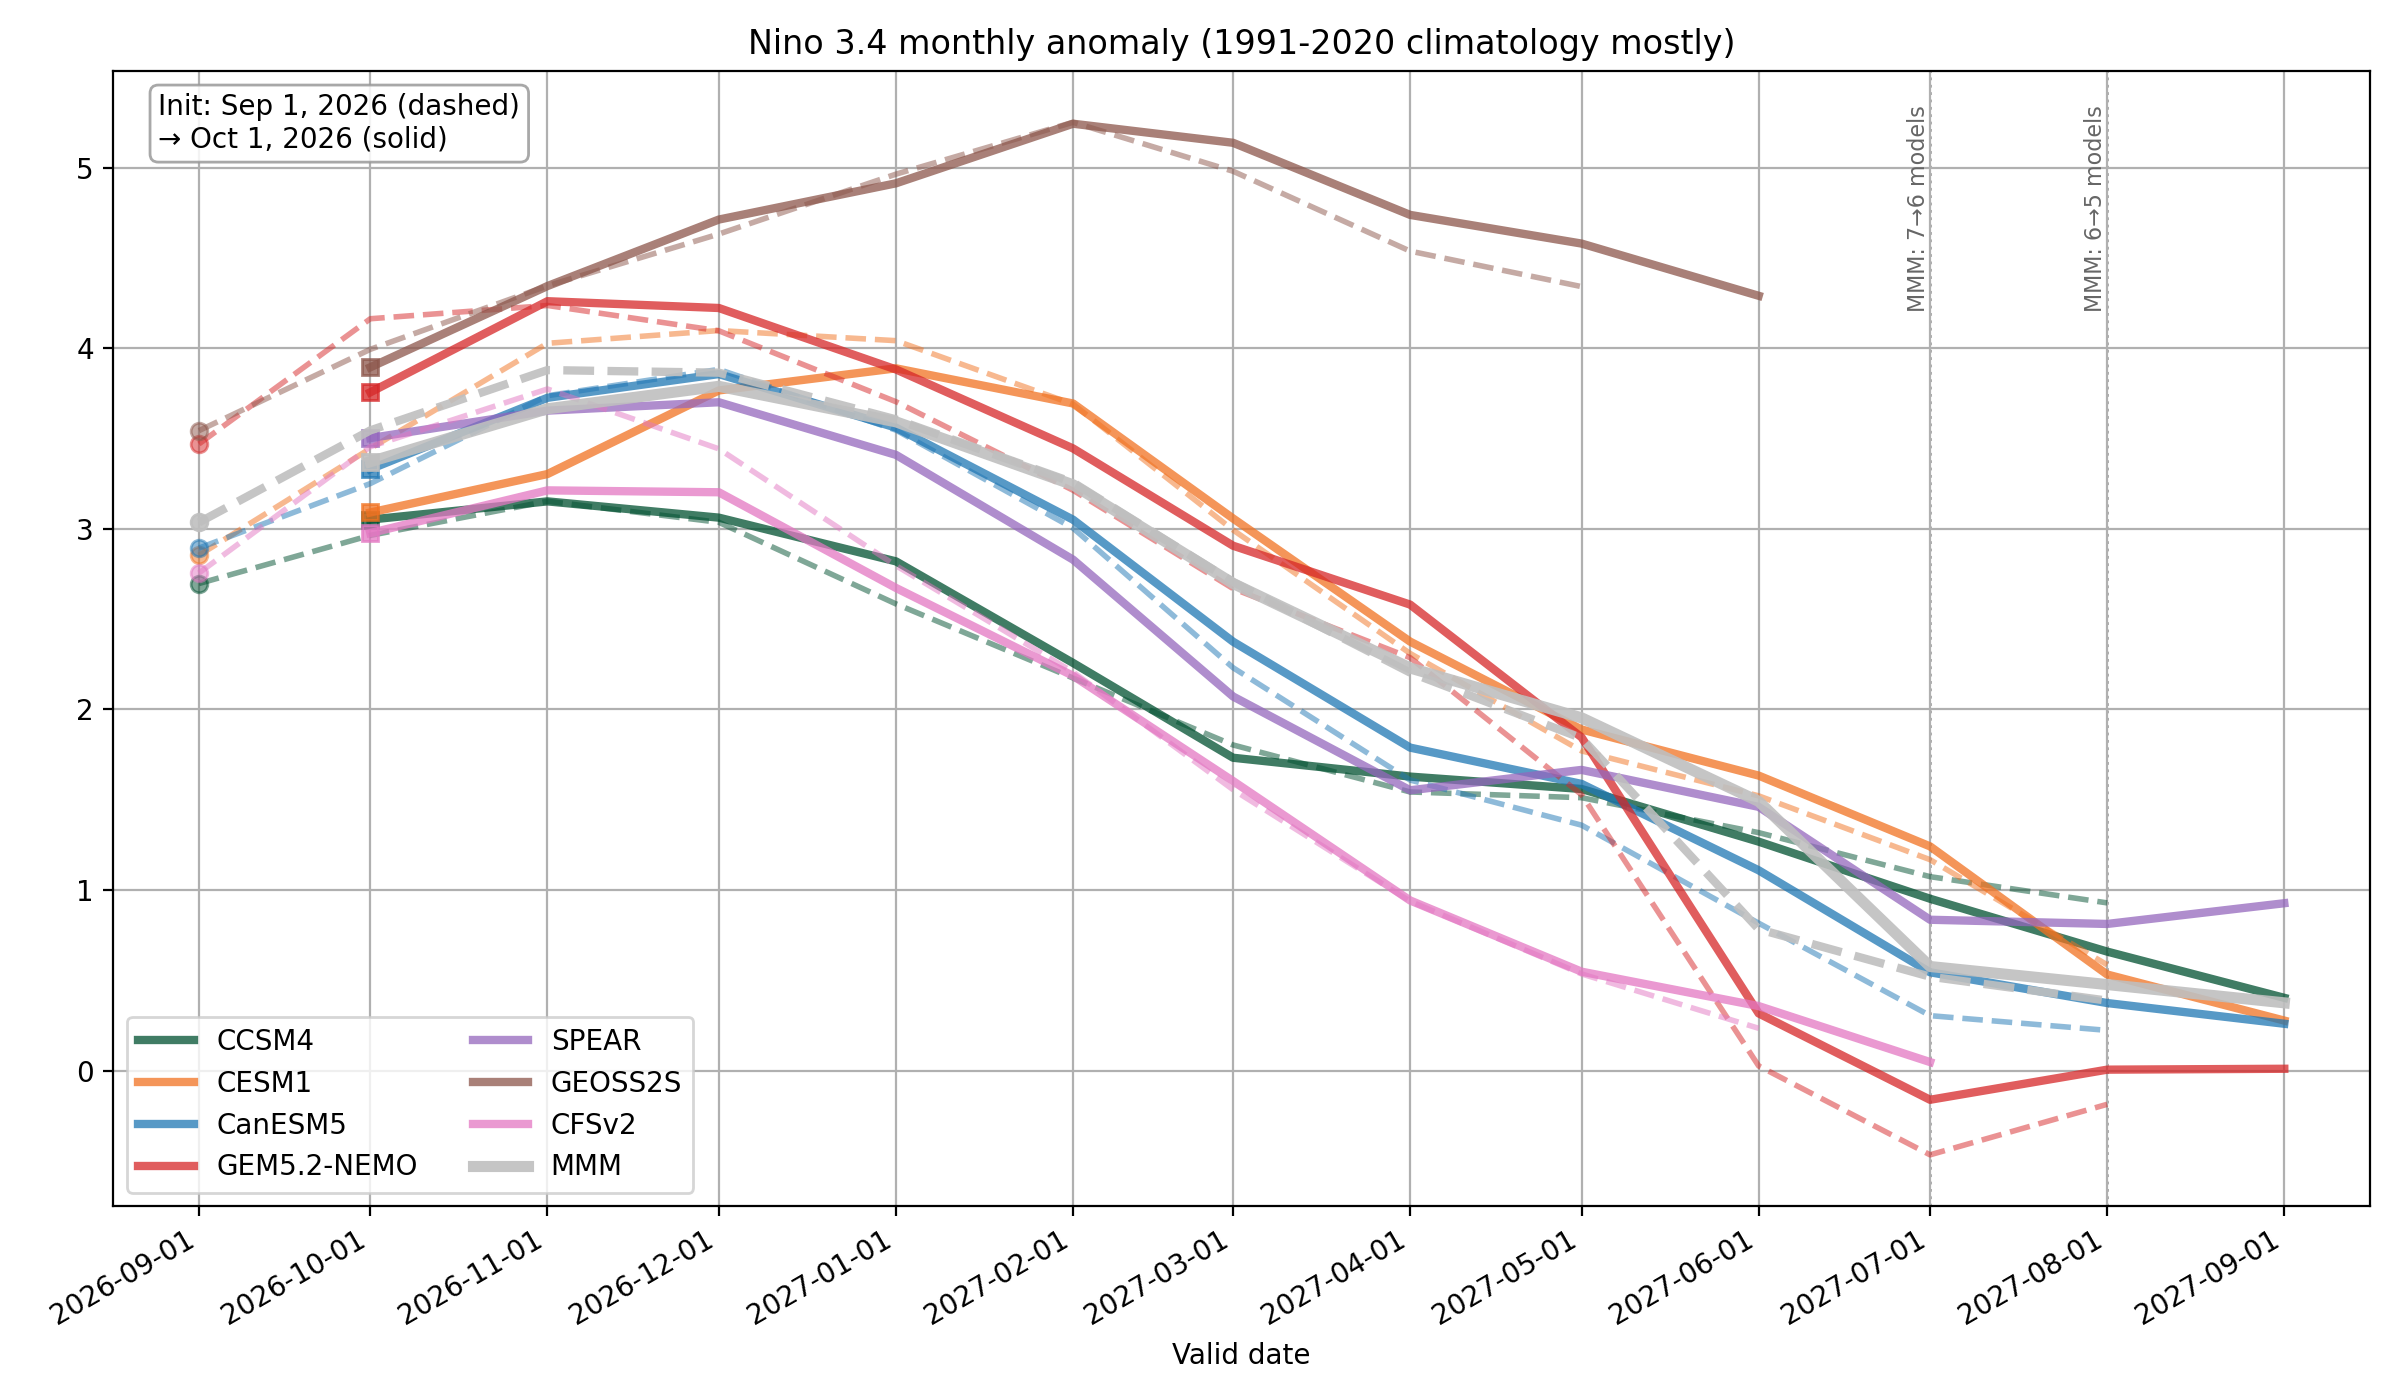 Nino 3.4 monthly anomaly (1991-2020 climatology mostly)
Init: Sep 1, 2026 (dashed)
→ Oct 1, 2026 (solid)
MMM: 7→6 models
MMM: 6→5 models
5
4
3
2
1
0
CCSM4
CESM1
CanESM5
GEM5.2-NEMO
SPEAR
GEOSS2S
CFSv2
MMM
2026-09-01
2026-10-01
2026-11-01
2026-12-01
2027-01-01
2027-02-01
2027-03-01
2027-04-01
2027-05-01
2027-06-01
2027-07-01
2027-08-01
2027-09-01
Valid date